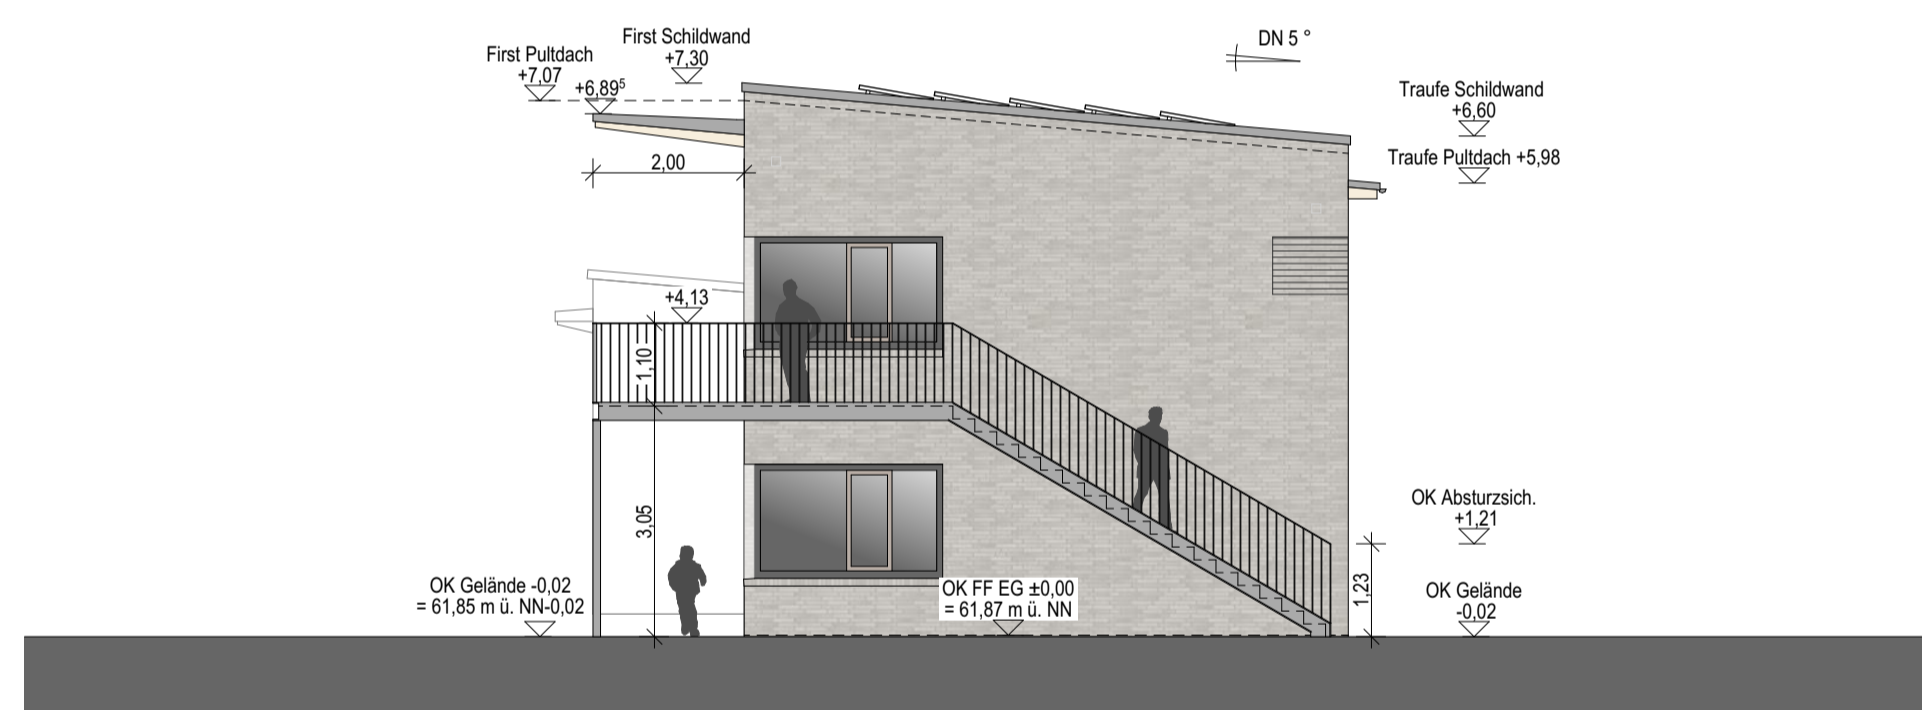 First Pultdach
+7,07
First Schildwand
+7,30
+6,89⁵
DN 5 °
Traufe Schildwand
+6,60
Traufe Pultdach +5,98
2,00
+4,13
1,10
3,05
OK Gelände -0,02
= 61,85 m ü. NN-0,02
OK FF EG ±0,00
= 61,87 m ü. NN
OK Absturzsich.
+1,21
1,23
OK Gelände
-0,02